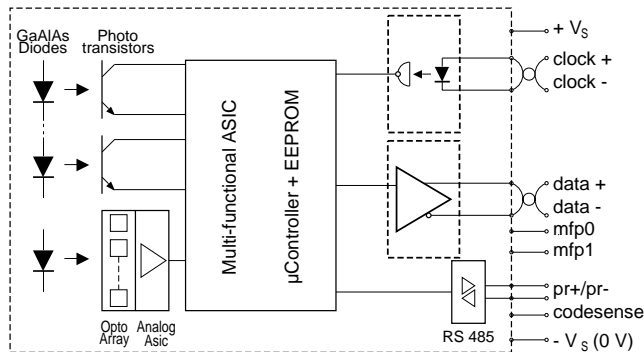 GaAlAs
Diodes
Photo
transistors
Multi-functional ASIC
µController + EEPROM
Opto
Array
Analog
Asic
RS 485
+ VS
clock +
clock -
data +
data -
mfp0
mfp1
pr+/pr-
codesense
- VS (0 V)